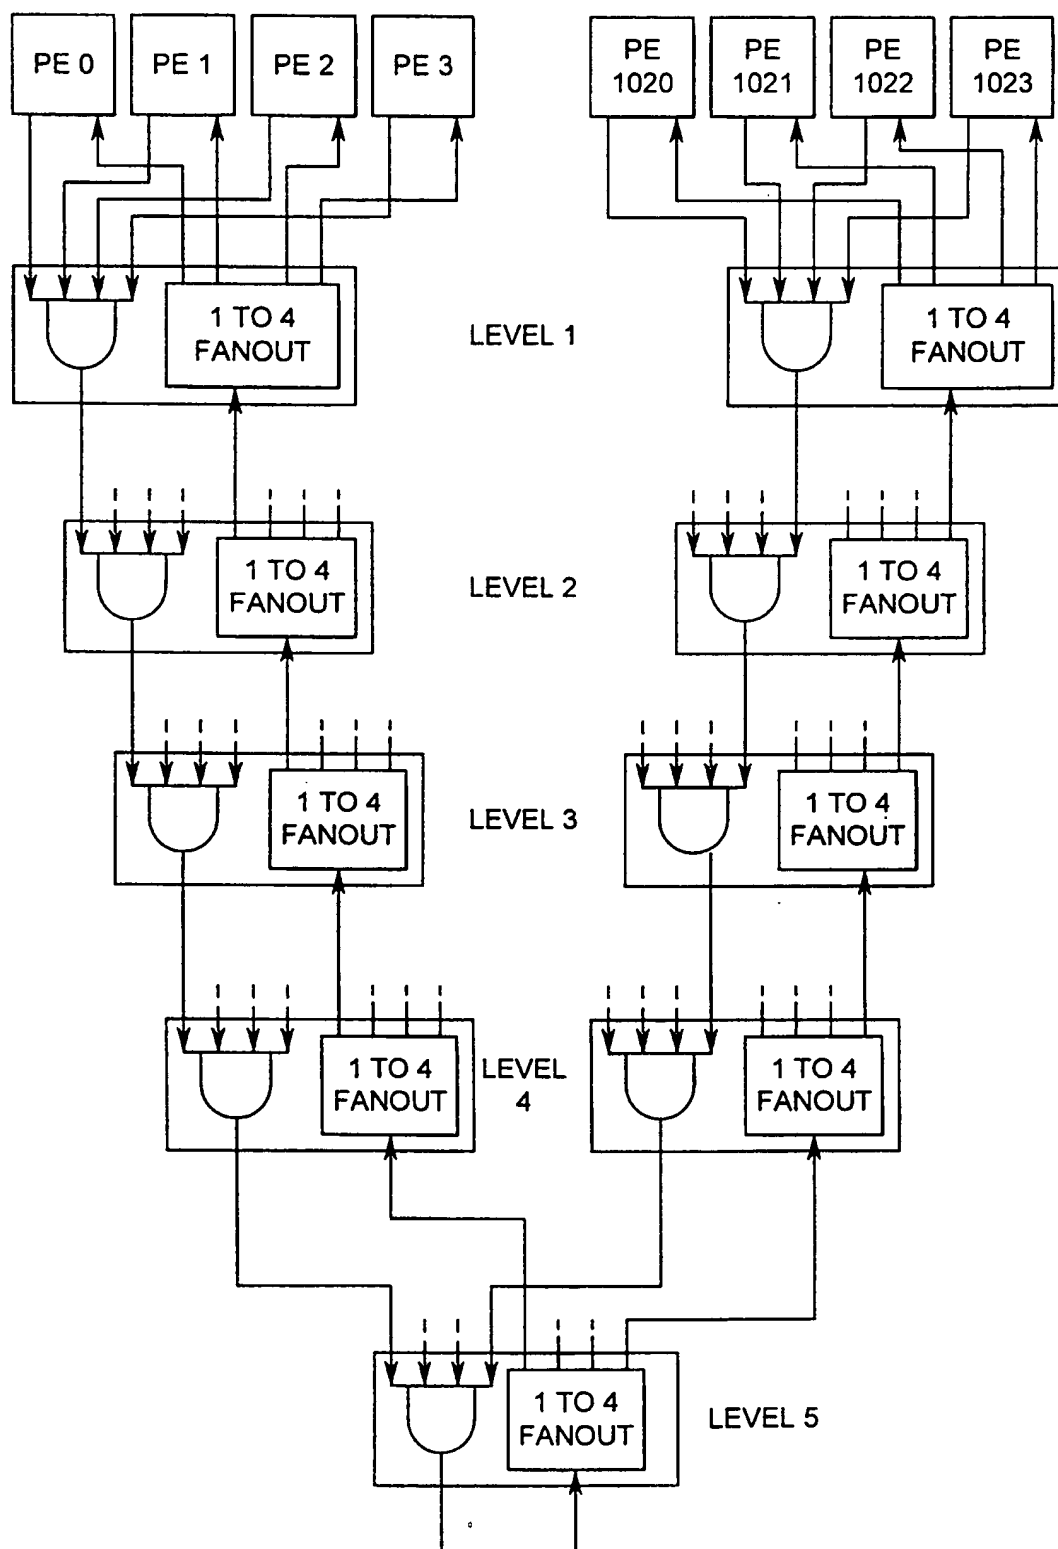 PE 0
PE 1
PE 2
PE 3
PE
1020
PE
1021
PE
1022
PE
1023
1 TO 4
FANOUT
LEVEL 1
1 TO 4
FANOUT
1 TO 4
FANOUT
LEVEL 2
1 TO 4
FANOUT
1 TO 4
FANOUT
LEVEL 3
1 TO 4
FANOUT
1 TO 4
FANOUT
LEVEL
4
1 TO 4
FANOUT
1 TO 4
FANOUT
LEVEL 5